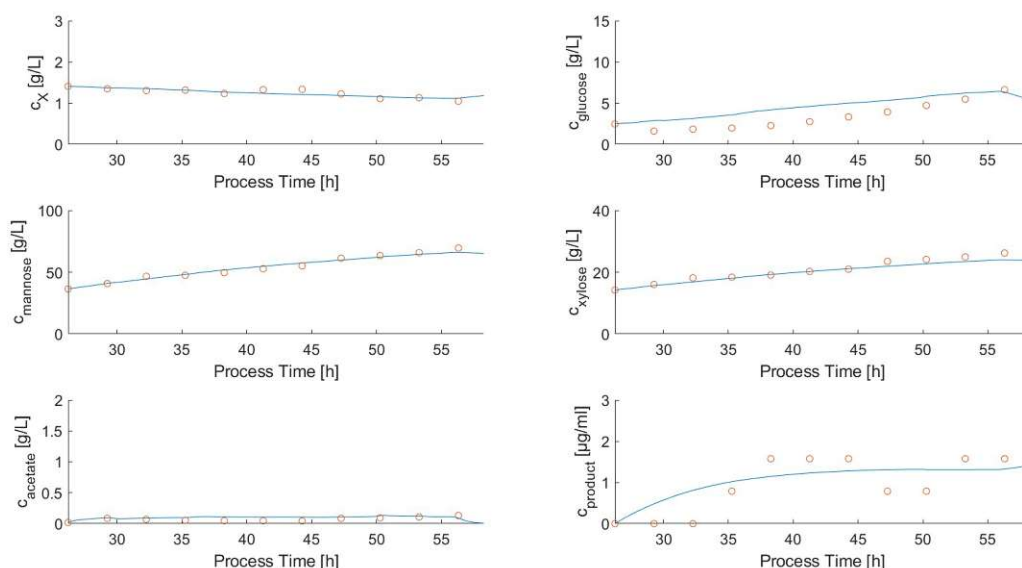 3
2
1
0
c_X [g/L]
30 35 40 45 50 55
Process Time [h]
15
10
5
0
c_glucose [g/L]
30 35 40 45 50 55
Process Time [h]
100
50
0
c_mannose [g/L]
30 35 40 45 50 55
Process Time [h]
40
20
0
c_xylose [g/L]
30 35 40 45 50 55
Process Time [h]
2
1.5
1
0.5
0
c_acetate [g/L]
30 35 40 45 50 55
Process Time [h]
3
2
1
0
c_product [µg/ml]
30 35 40 45 50 55
Process Time [h]